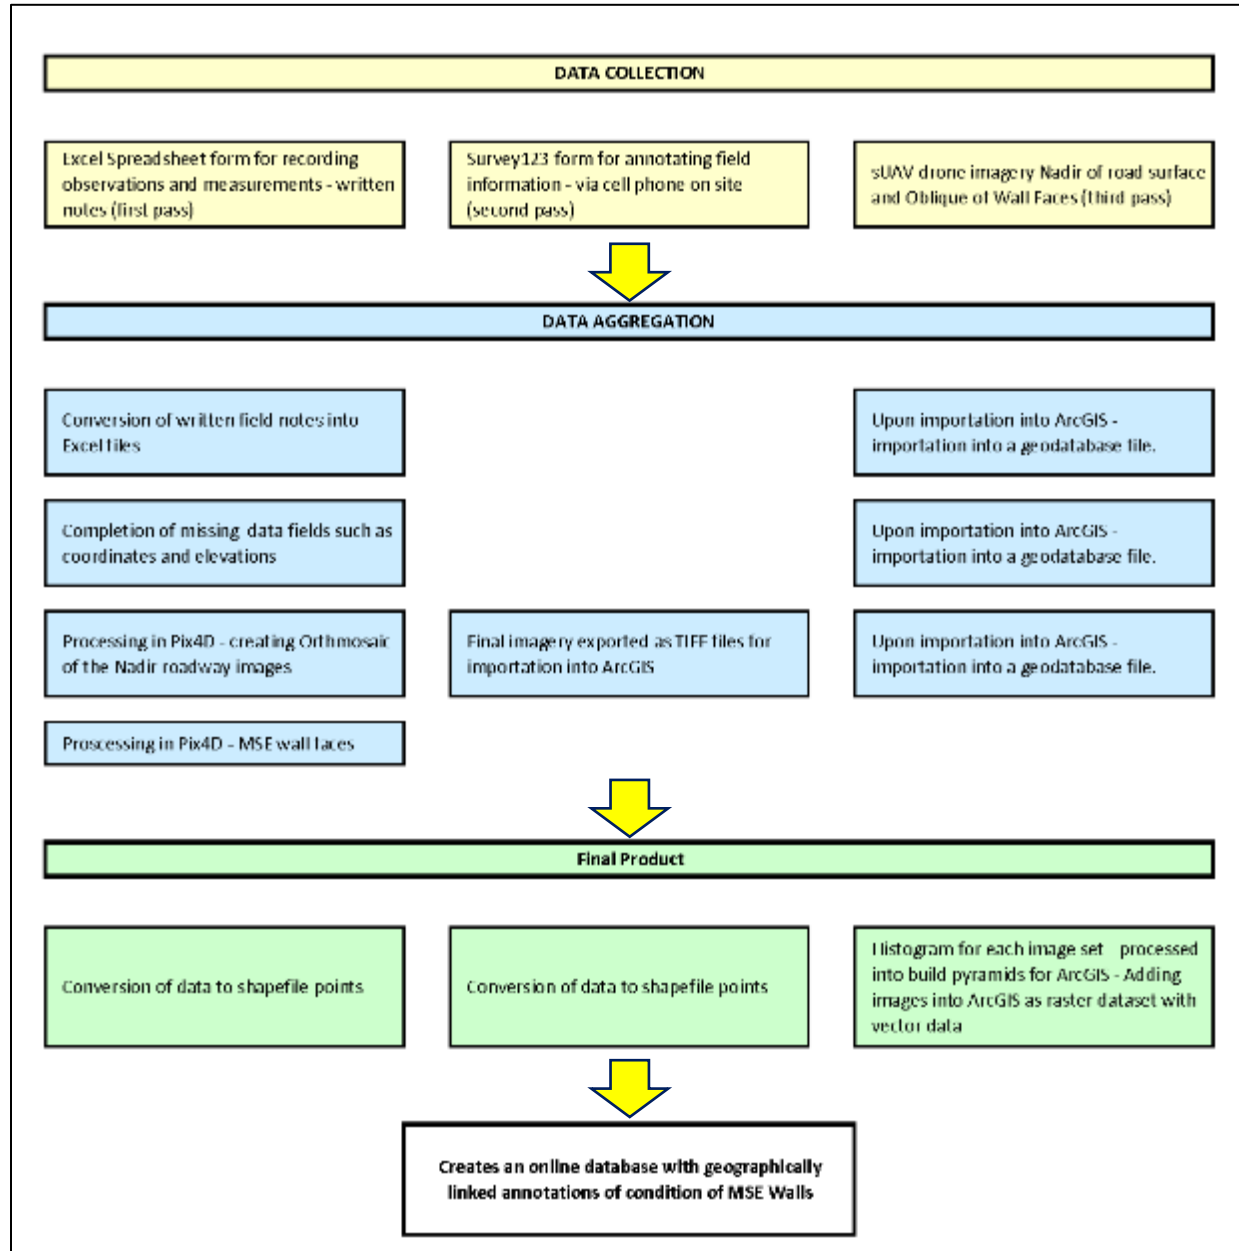 DATA COLLECTION
Excel Spreadsheet form for recording
observations and measurements - written
notes (first pass)
Survey123 form for annotating field
information - via cell phone on site
(second pass)
sUAV drone imagery Nadir of road surface
and Oblique of Wall Faces (third pass)
DATA AGGREGATION
Conversion of written field notes into
Excel files
Upon importation into ArcGIS -
importation into a geodatabase file.
Completion of missing data fields such as
coordinates and elevations
Upon importation into ArcGIS -
importation into a geodatabase file.
Processing in Pix4D - creating Orthmosaic
of the Nadir roadway images
Final imagery exported as TIFF files for
importation into ArcGIS
Upon importation into ArcGIS -
importation into a geodatabase file.
Proscessing in Pix4D - MSE wall faces
Final Product
Conversion of data to shapefile points
Conversion of data to shapefile points
Histogram for each image set processed
into build pyramids for ArcGIS - Adding
images into ArcGIS as raster dataset with
vector data
Creates an online database with geographically
linked annotations of condition of MSE Walls